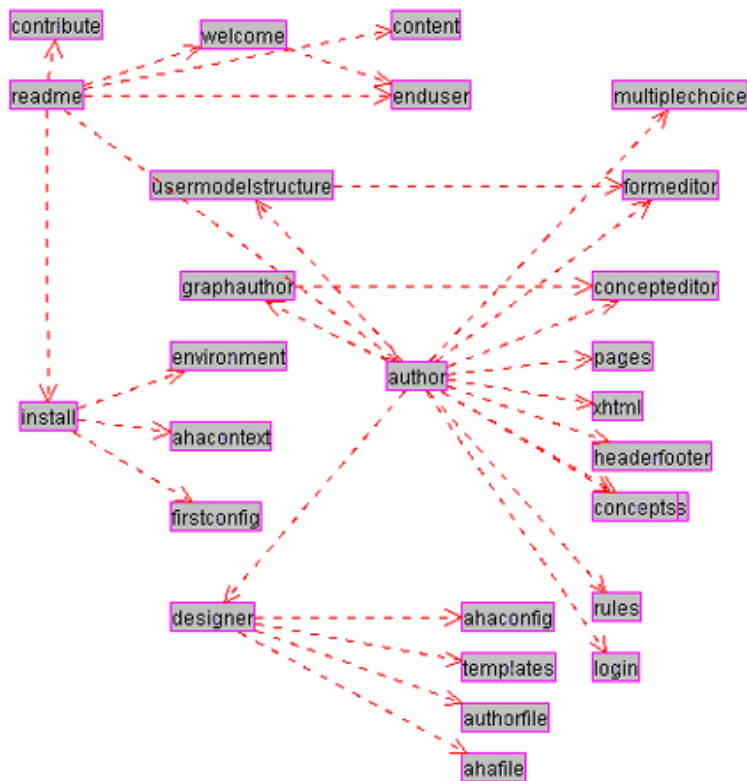 contribute
welcome
content
readme
enduser
multiplechoice
usermodelstructure
formeditor
graphauthor
concepteditor
environment
pages
author
xhtml
install
ahacontext
headerfooter
firstconfig
conceptss
designer
ahaconfig
rules
templates
login
authorfile
ahafile